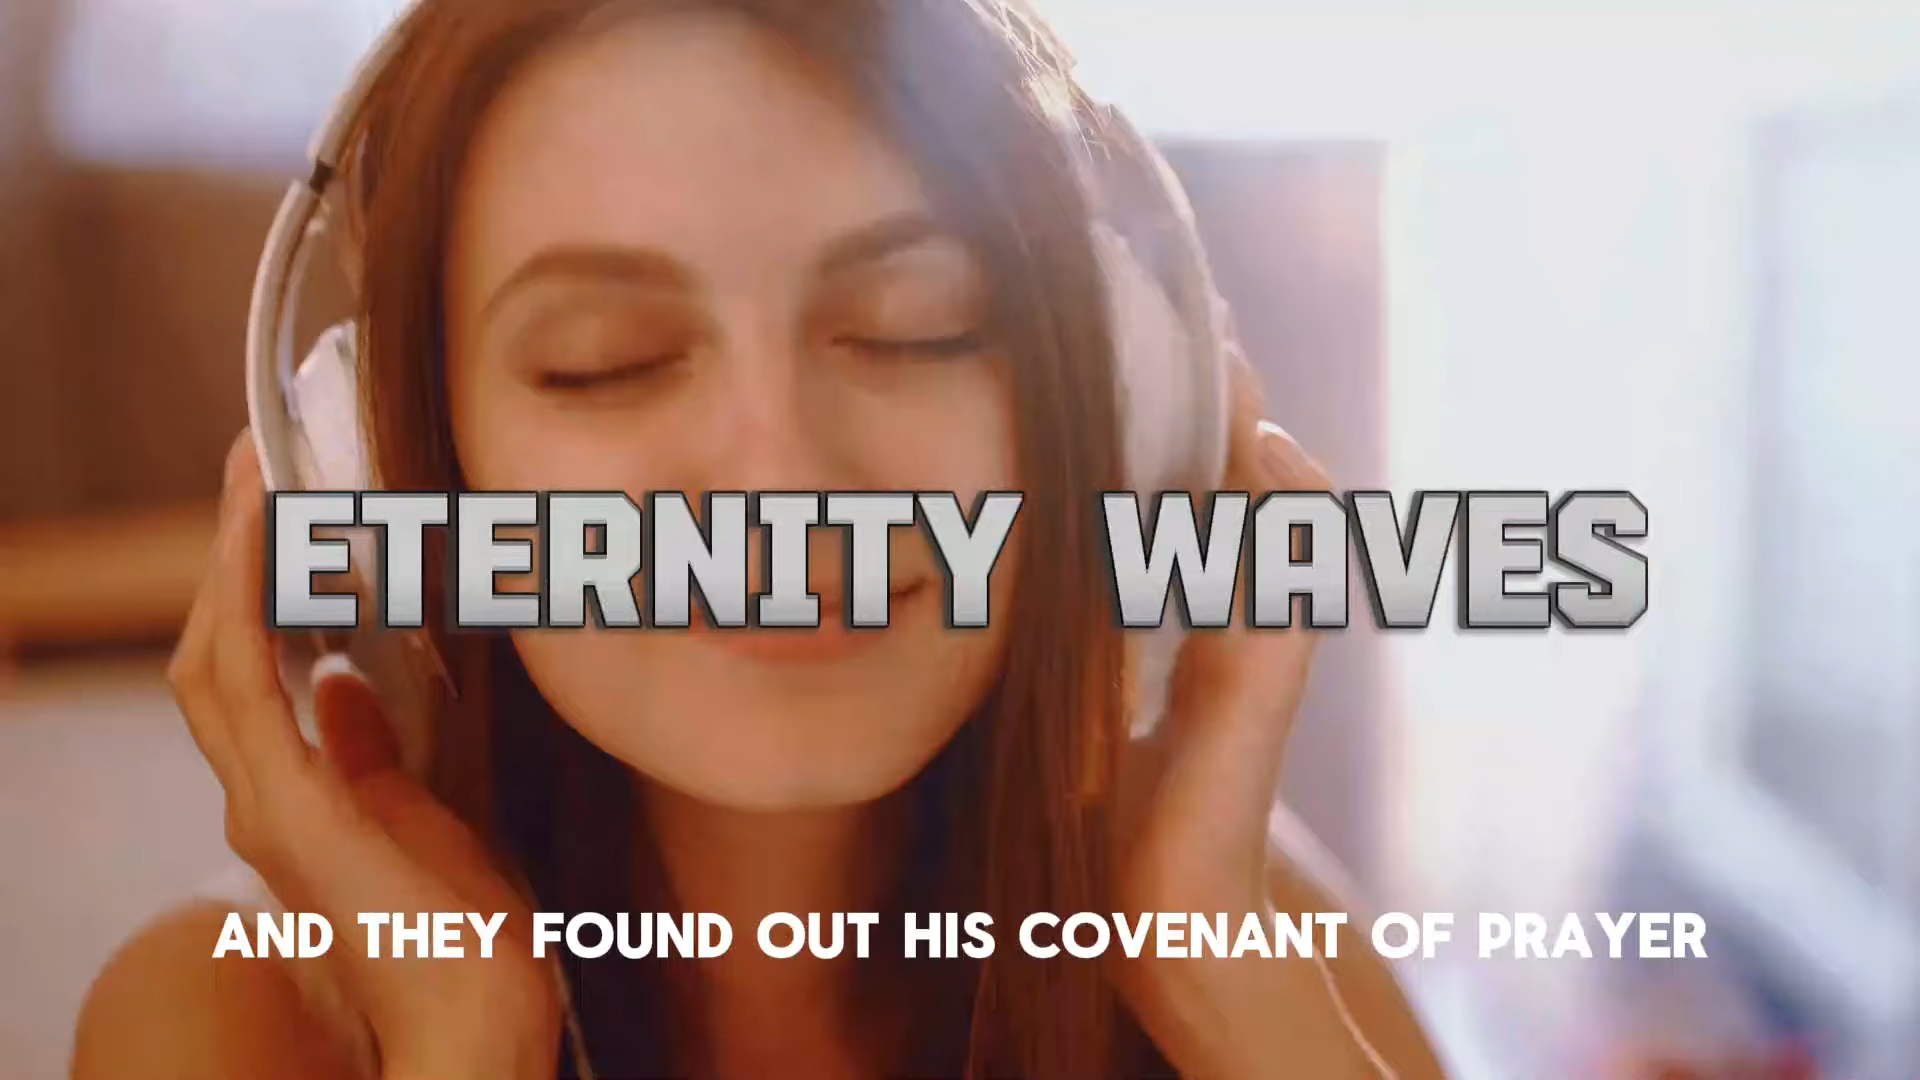 ETERNITY WAVES
AND THEY FOUND OUT HIS COVENANT OF PRAYER